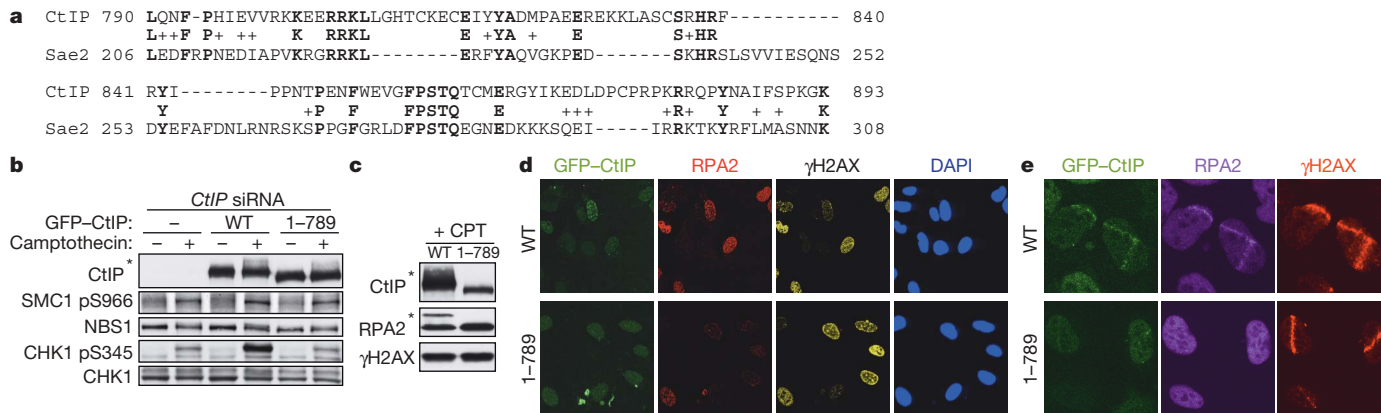 a
CtIP 790 LQNF-PHIEVVRKKEERRKLLGHTCKECEIYYADMPAEEREKKLASCSRHRF---------- 840
L++F P+ E+ ++ K RRKL E +YA + E S+HR
Sae2 206 LEDFRPNEDIAPVKRGRRKL--------ERFYAQVGKPED-------SKHRSLSVVIESQNS 252
CtIP 841 RYI--------PPNTPENFWEVGFPSTQTCMERGYIKEDLDPCPRPKRRQPYNAIFSPKGK 893
Y +P F FPSTQ E +++ R+ Y + + K
Sae2 253 DYEFAFDNLRNRSKSPPGFGRLDFPSTQEGNEDKKKSQEI-----IRRKTKYRFLMASNNK 308
b
CtIP siRNA
GFP–CtIP: – WT 1–789
Camptothecin: – + – + – +
*
CtIP
SMC1 pS966
NBS1
CHK1 pS345
CHK1
c
+ CPT
WT 1–789
*
CtIP
*
RPA2
γH2AX
d
GFP–CtIP RPA2 γH2AX DAPI
WT
1–789
e
GFP–CtIP RPA2 γH2AX
WT
1–789